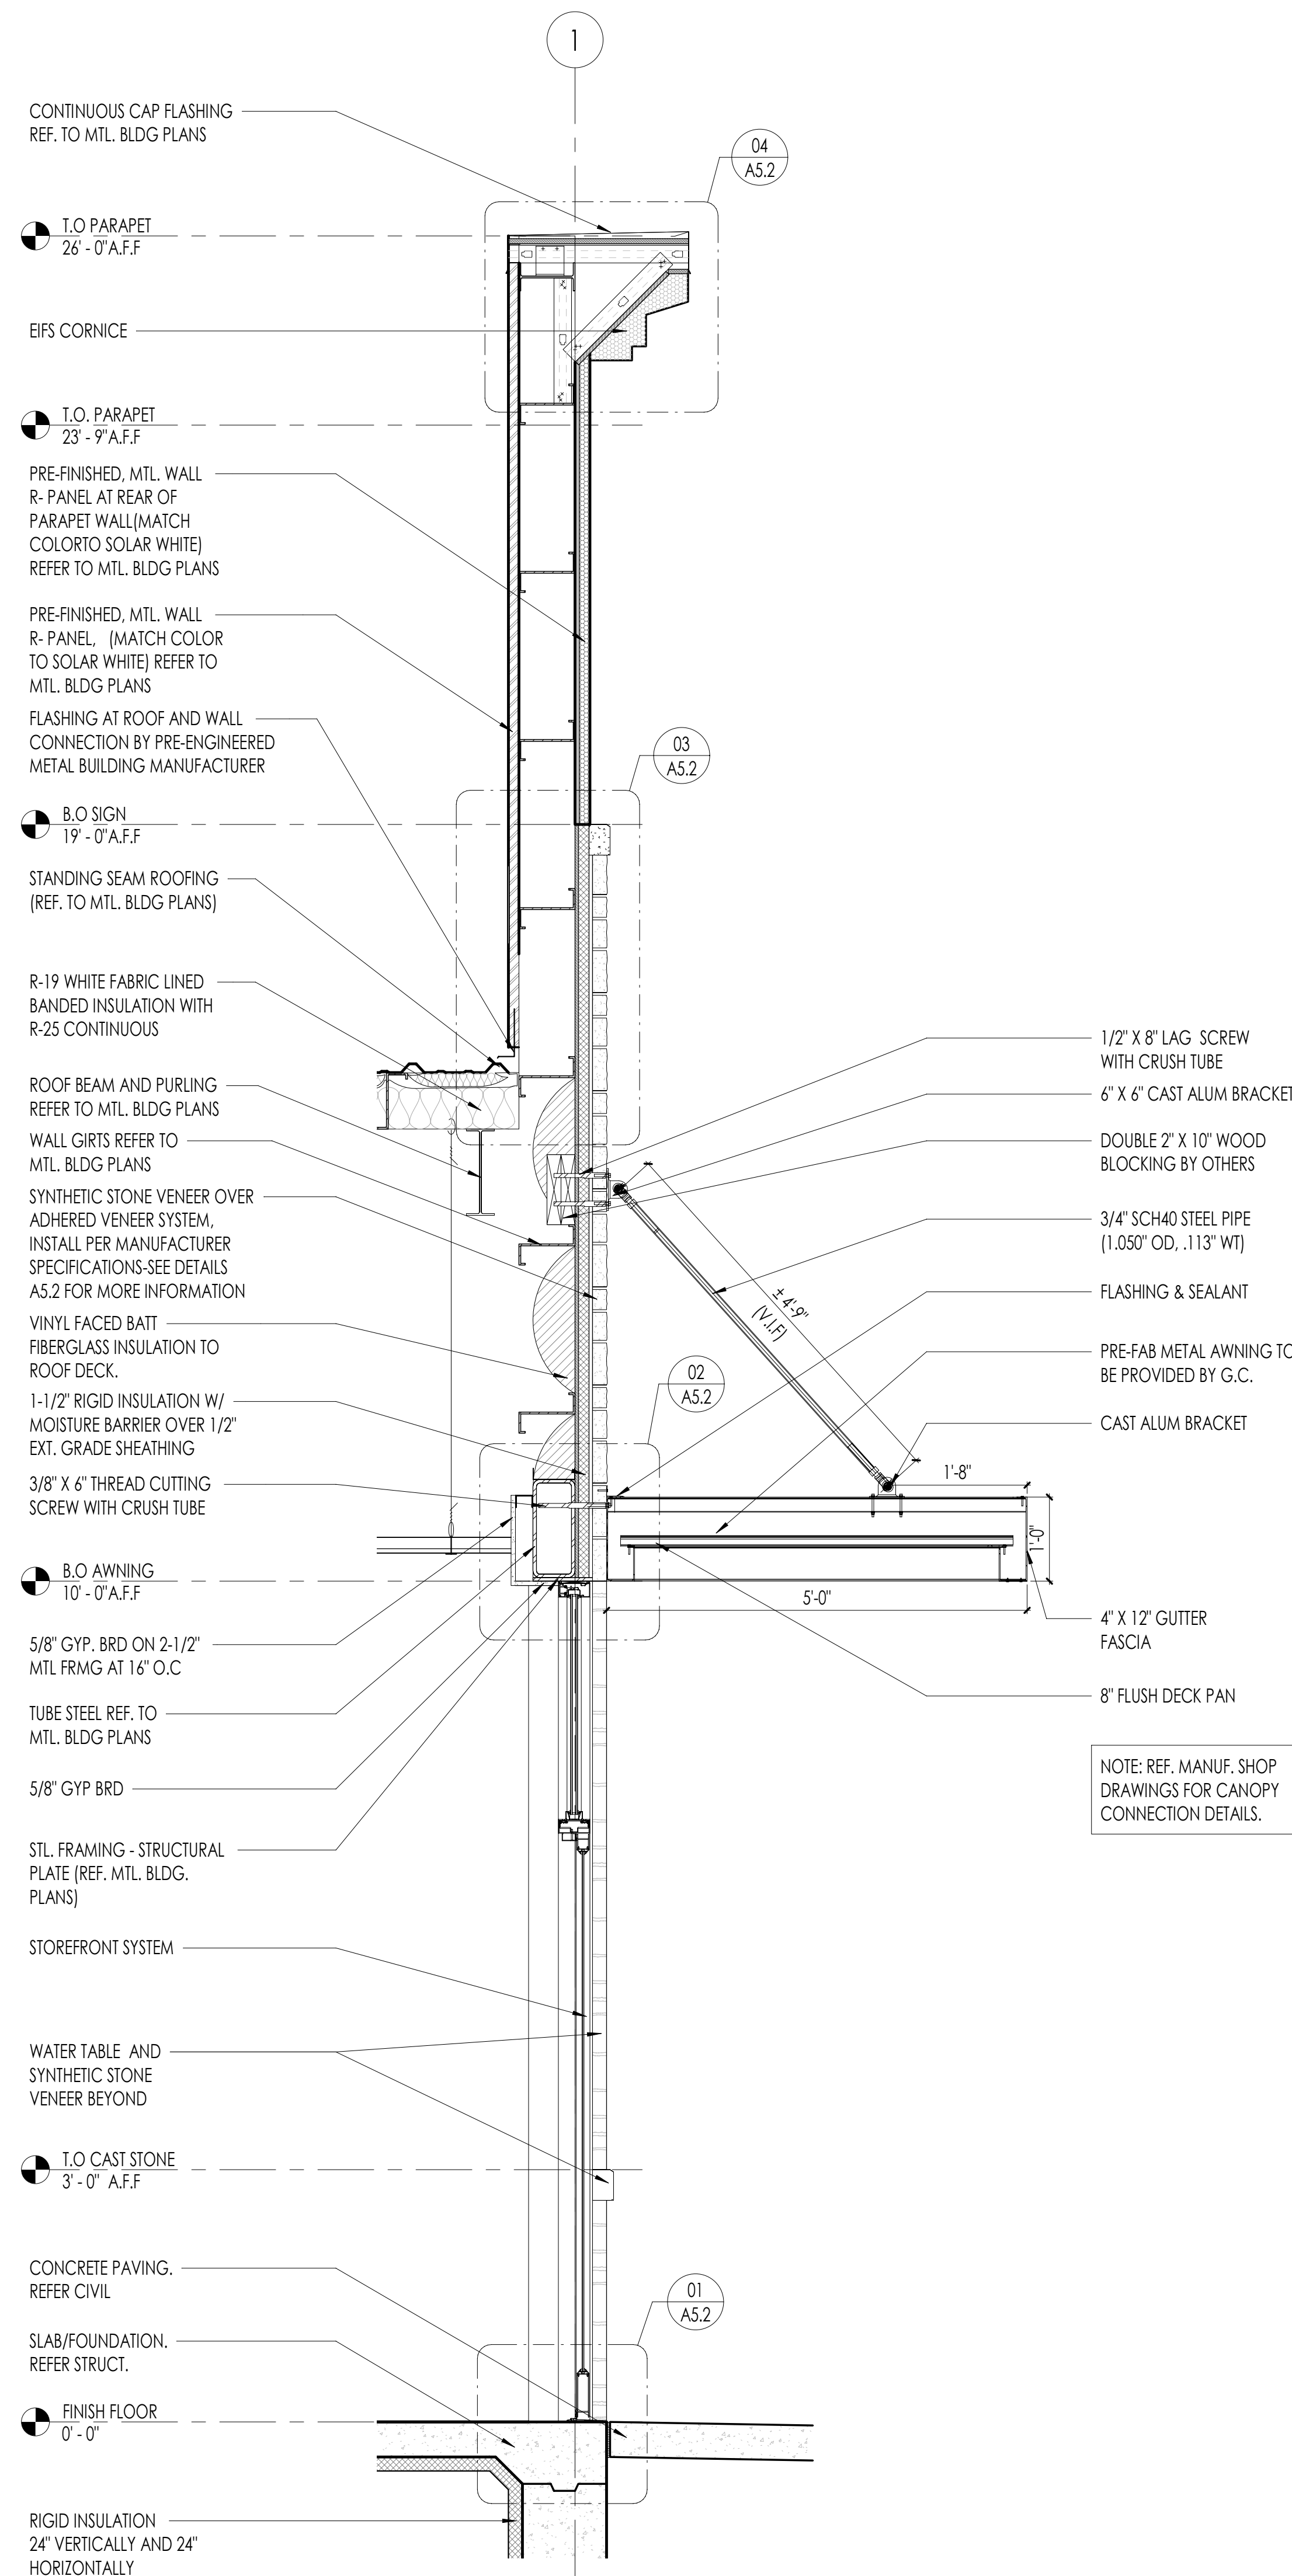 1
CONTINUOUS CAP FLASHING
REF. TO MTL. BLDG PLANS
04
A5.2
T.O PARAPET
26' - 0"A.F.F
EIFS CORNICE
T.O. PARAPET
23' - 9"A.F.F
PRE-FINISHED, MTL. WALL
R- PANEL AT REAR OF
PARAPET WALL(MATCH
COLORTO SOLAR WHITE)
REFER TO MTL. BLDG PLANS
PRE-FINISHED, MTL. WALL
R- PANEL, (MATCH COLOR
TO SOLAR WHITE) REFER TO
MTL. BLDG PLANS
FLASHING AT ROOF AND WALL
CONNECTION BY PRE-ENGINEERED
METAL BUILDING MANUFACTURER
03
A5.2
B.O SIGN
19' - 0"A.F.F
STANDING SEAM ROOFING
(REF. TO MTL. BLDG PLANS)
R-19 WHITE FABRIC LINED
BANDED INSULATION WITH
R-25 CONTINUOUS
ROOF BEAM AND PURLING
REFER TO MTL. BLDG PLANS
WALL GIRTS REFER TO
MTL. BLDG PLANS
SYNTHETIC STONE VENEER OVER
ADHERED VENEER SYSTEM,
INSTALL PER MANUFACTURER
SPECIFICATIONS-SEE DETAILS
A5.2 FOR MORE INFORMATION
VINYL FACED BATT
FIBERGLASS INSULATION TO
ROOF DECK.
1-1/2" RIGID INSULATION W/
MOISTURE BARRIER OVER 1/2"
EXT. GRADE SHEATHING
3/8" X 6" THREAD CUTTING
SCREW WITH CRUSH TUBE
1/2" X 8" LAG SCREW
WITH CRUSH TUBE
6" X 6" CAST ALUM BRACKET
DOUBLE 2" X 10" WOOD
BLOCKING BY OTHERS
3/4" SCH40 STEEL PIPE
(1.050" OD, .113" WT)
FLASHING & SEALANT
PRE-FAB METAL AWNING TO
BE PROVIDED BY G.C.
CAST ALUM BRACKET
± 4'-9"
(V.I.F)
02
A5.2
1'-8"
1'-0"
5'-0"
B.O AWNING
10' - 0"A.F.F
4" X 12" GUTTER
FASCIA
8" FLUSH DECK PAN
NOTE: REF. MANUF. SHOP
DRAWINGS FOR CANOPY
CONNECTION DETAILS.
5/8" GYP. BRD ON 2-1/2"
MTL FRMG AT 16" O.C
TUBE STEEL REF. TO
MTL. BLDG PLANS
5/8" GYP BRD
STL. FRAMING - STRUCTURAL
PLATE (REF. MTL. BLDG.
PLANS)
STOREFRONT SYSTEM
WATER TABLE AND
SYNTHETIC STONE
VENEER BEYOND
T.O CAST STONE
3' - 0" A.F.F
CONCRETE PAVING.
REFER CIVIL
01
A5.2
SLAB/FOUNDATION.
REFER STRUCT.
FINISH FLOOR
0' - 0"
RIGID INSULATION
24" VERTICALLY AND 24"
HORIZONTALLY